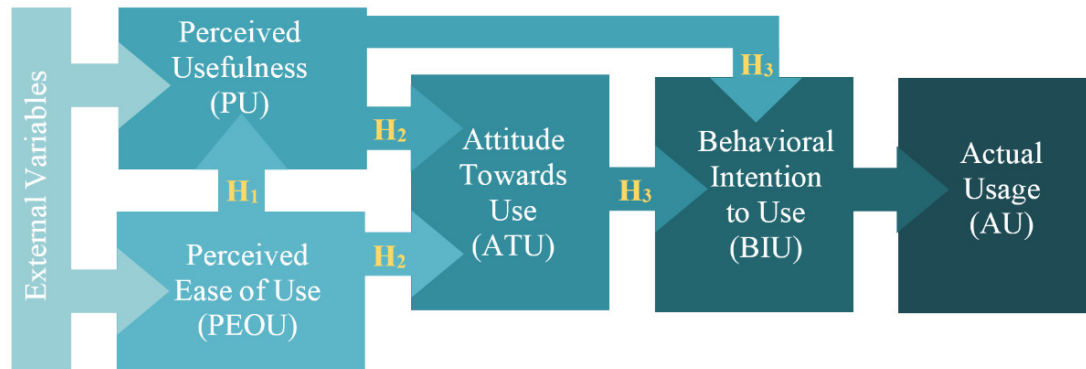 External Variables
Perceived
Usefulness
(PU)
H₁
Perceived
Ease of Use
(PEOU)
H₂
H₂
Attitude
Towards
Use
(ATU)
H₃
H₃
Behavioral
Intention
to Use
(BIU)
Actual
Usage
(AU)